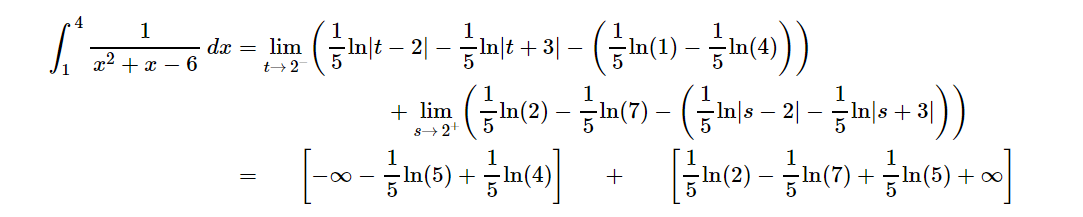 ∫₁⁴ 1/(x² + x − 6) dx = lim_{t→2⁻} (1/5 ln|t − 2| − 1/5 ln|t + 3| − (1/5 ln(1) − 1/5 ln(4)))
+ lim_{s→2⁺} (1/5 ln(2) − 1/5 ln(7) − (1/5 ln|s − 2| − 1/5 ln|s + 3|))
= [−∞ − 1/5 ln(5) + 1/5 ln(4)] + [1/5 ln(2) − 1/5 ln(7) + 1/5 ln(5) + ∞]